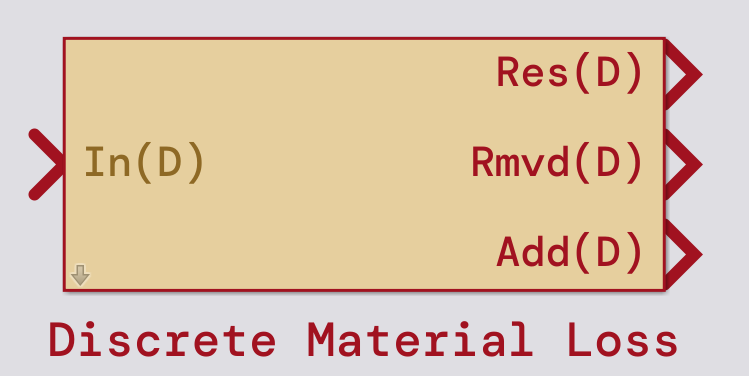 Res(D)
In(D)
Rmvd(D)
Add(D)
Discrete Material Loss